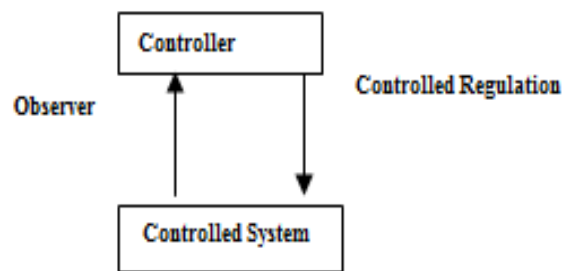 Controller
Controlled Regulation
Observer
Controlled System